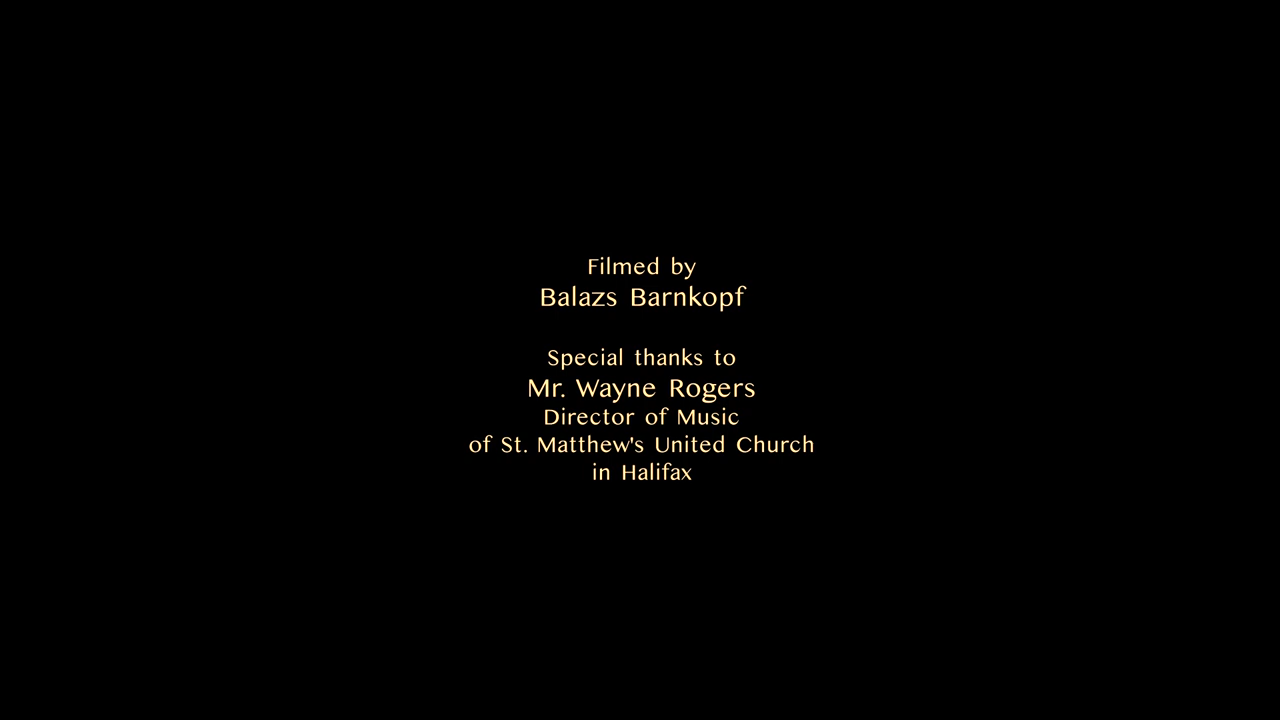 Filmed by
Balazs Barnkopf
Special thanks to
Mr. Wayne Rogers
Director of Music
of St. Matthew's United Church
in Halifax